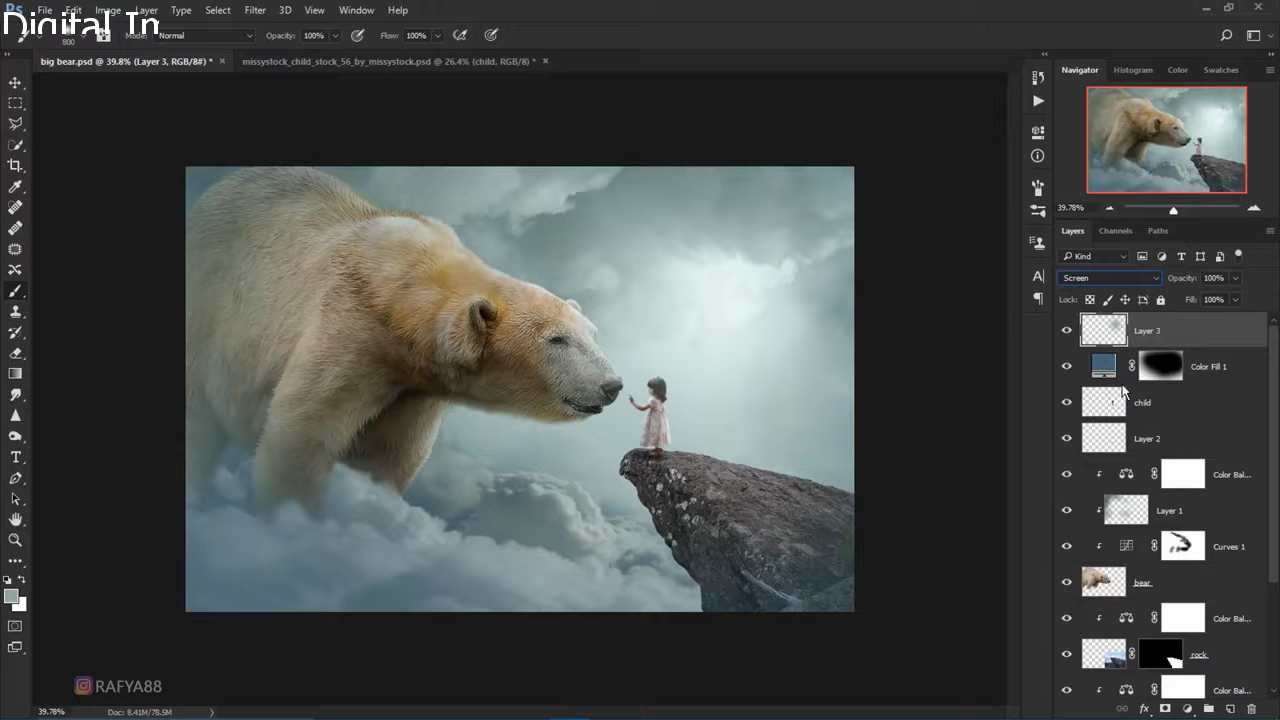 Ps File Edit Image Layer Type Select Filter 3D View Window Help
Digital Im
800 Mode: Normal Opacity: 100% Flow: 100%
big bear.psd @ 39.8% (Layer 3, RGB/8#) * × missystock_child_stock_56_by_missystock.psd @ 26.4% (child, RGB/8) * ×
Navigator Histogram Color Swatches
39.78%
Layers Channels Paths
Kind
Screen Opacity: 100%
Lock: Fill: 100%
Layer 3
Color Fill 1
child
Layer 2
Color Bal...
Layer 1
Curves 1
bear
Color Bal...
rock
Color Bal...
RAFYA88
39.78% Doc: 8.41M/78.5M